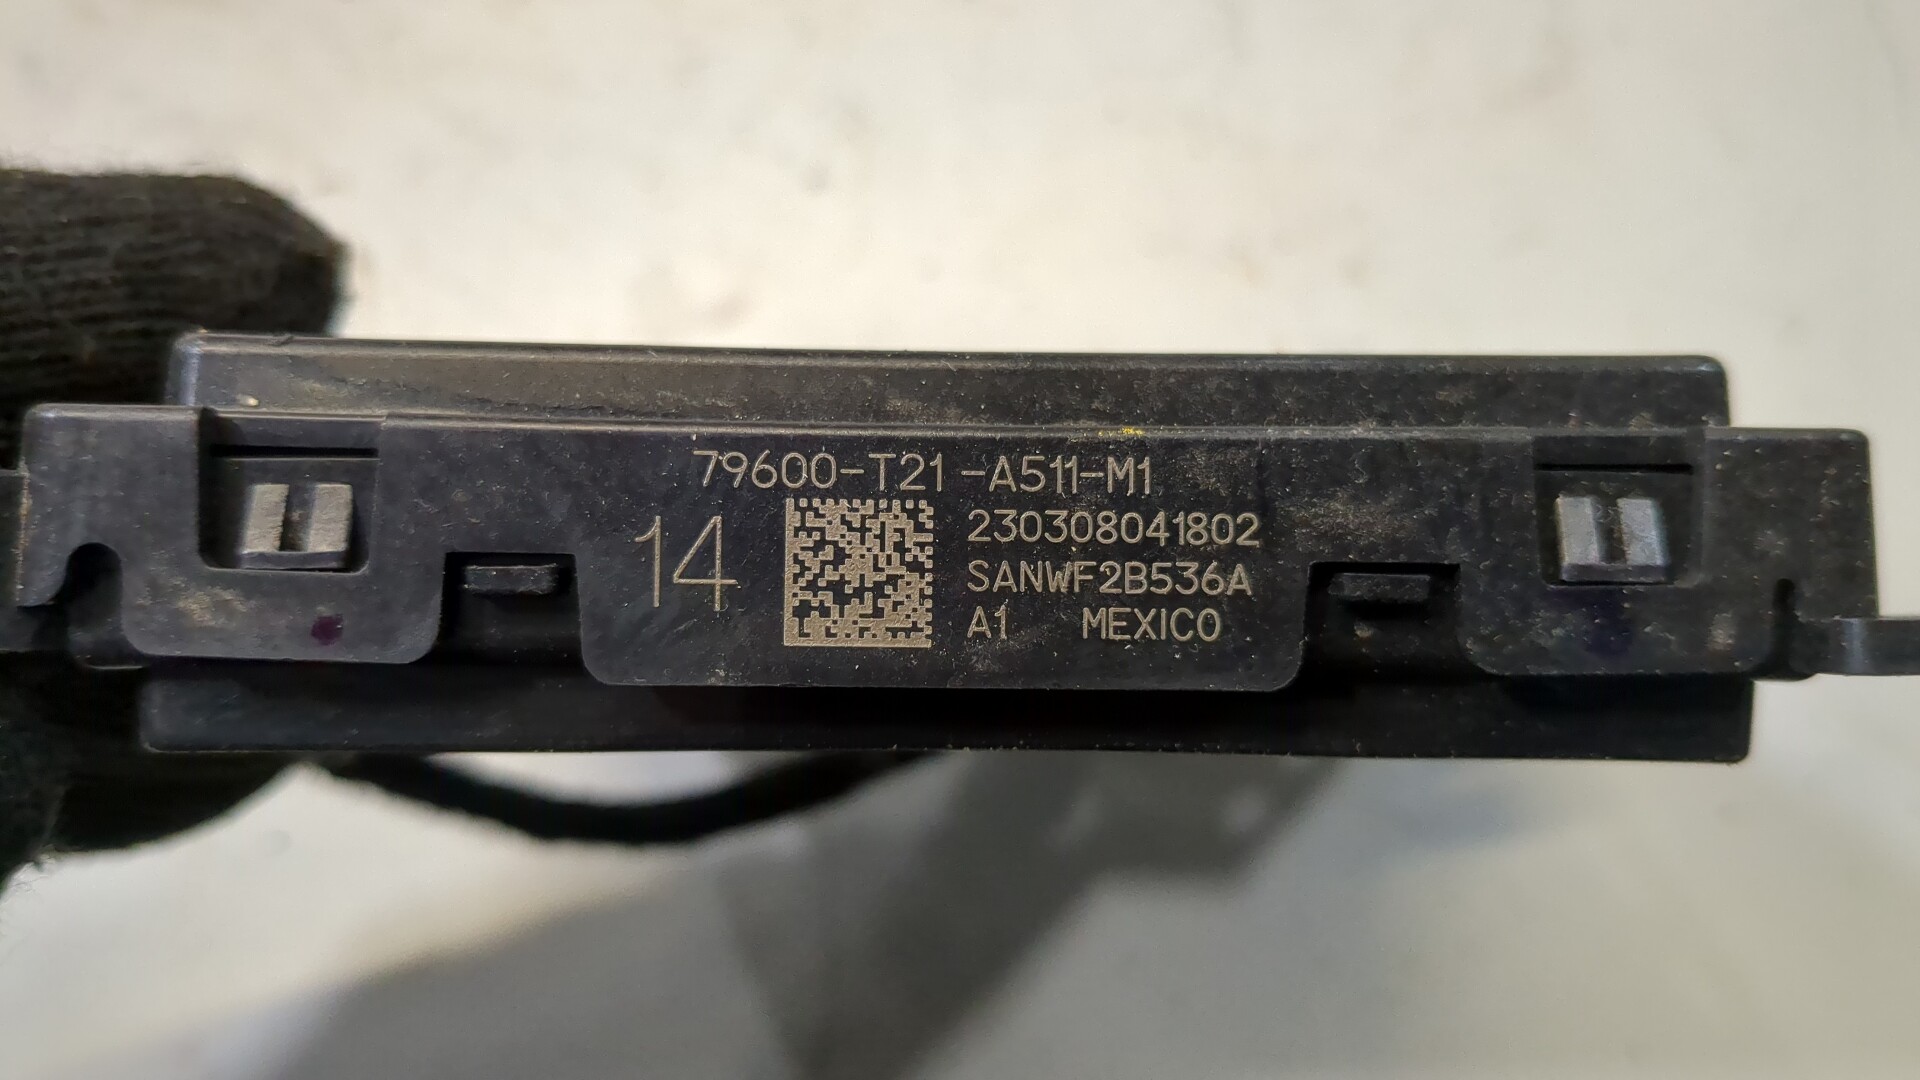 79600-T21-A511-M1
14
230308041802
SANWF2B536A
A1 MEXICO